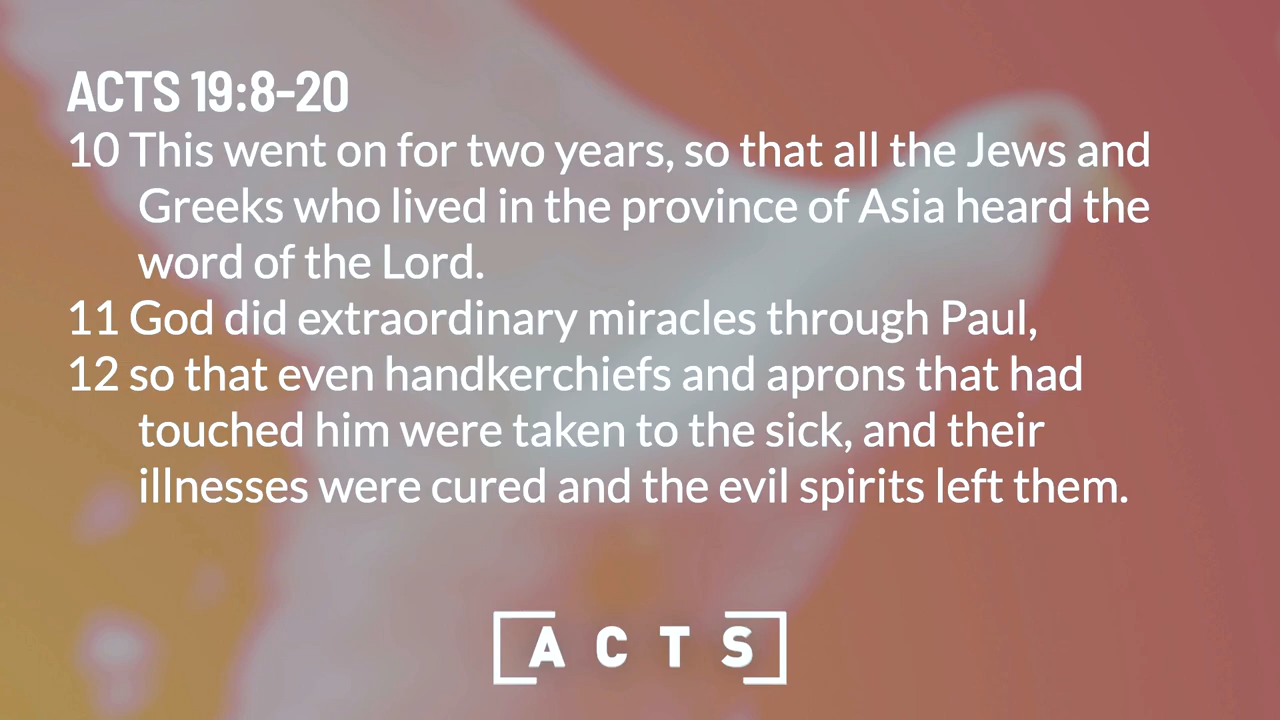 ACTS 19:8-20
10 This went on for two years, so that all the Jews and
Greeks who lived in the province of Asia heard the
word of the Lord.
11 God did extraordinary miracles through Paul,
12 so that even handkerchiefs and aprons that had
touched him were taken to the sick, and their
illnesses were cured and the evil spirits left them.
ACTS